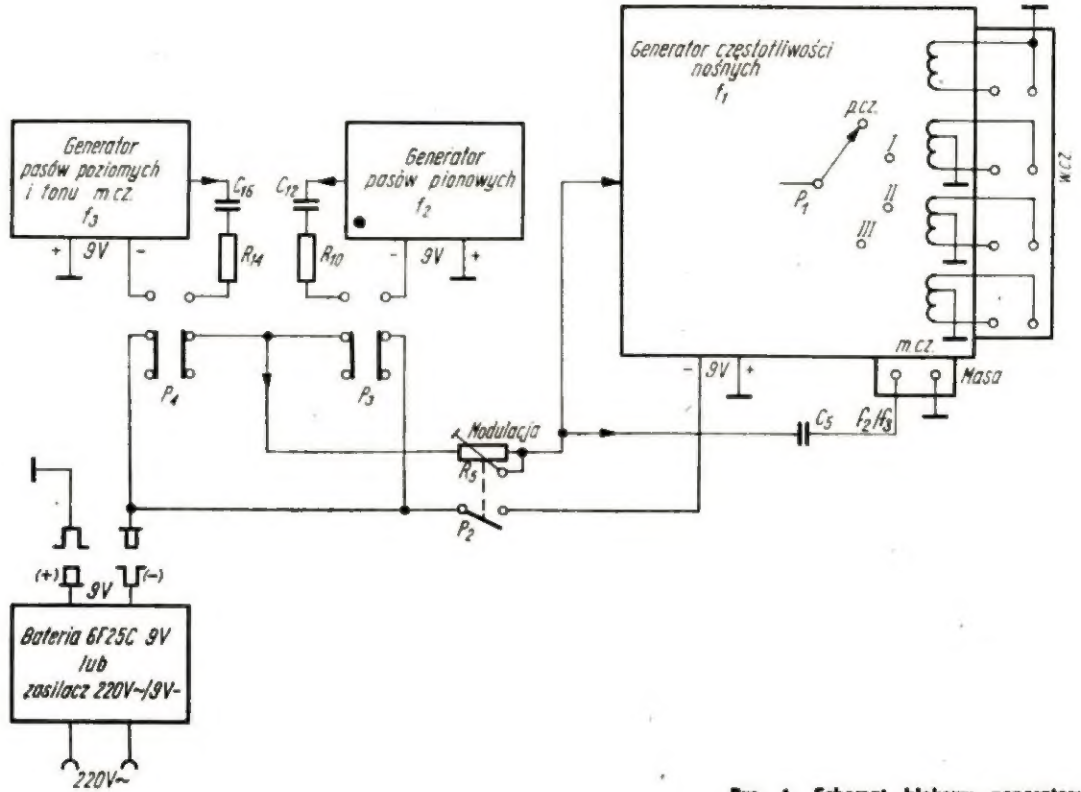 Generator częstotliwości
nośnych
f₁
p.cz.
I
P₁
II
III
w.cz.
Generator
pasów poziomych
i tonu m.cz.
f₃
C₁₆
C₁₂
Generator
pasów pionowych
f₂
+ 9V -
R₁₄
R₁₀
- 9V +
P₄
P₃
m.cz.
- 9V +
Masa
Modulacja
R₅
C₅
f₂/f₃
P₂
(+)
9V
(-)
Bateria 6F25C 9V
lub
zasilacz 220V~/9V-
220V~